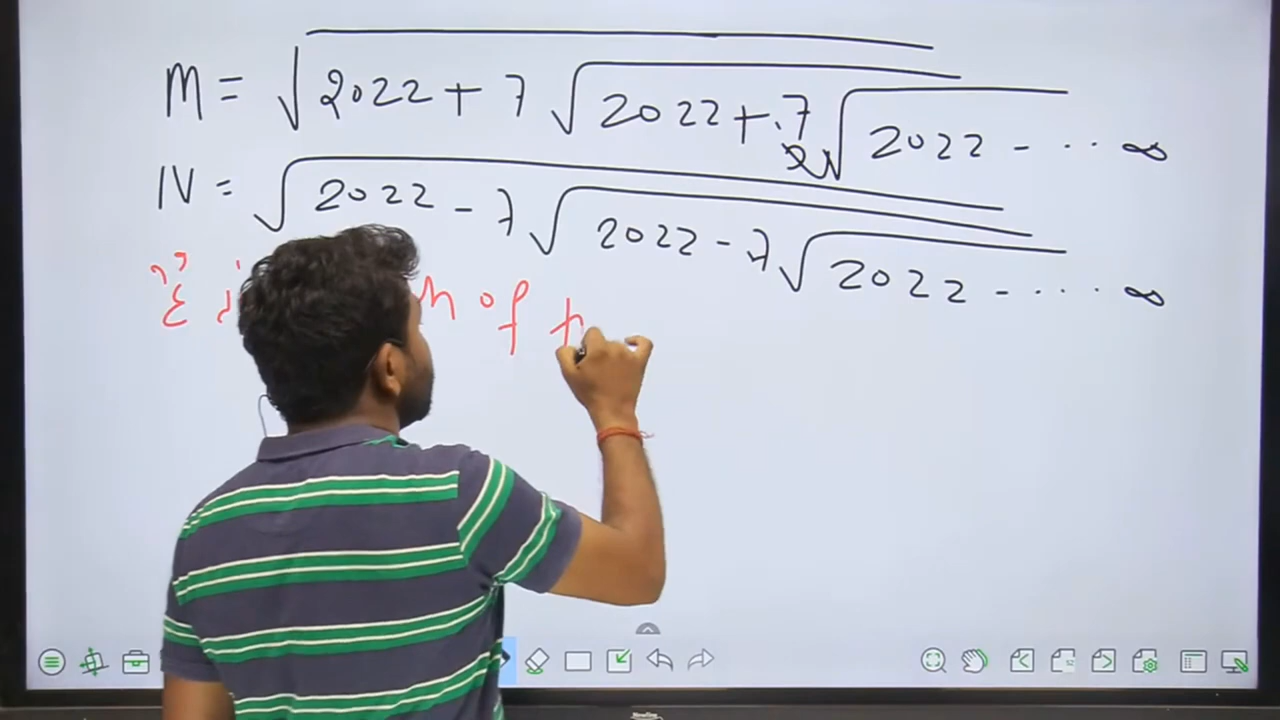 M = √2022 + 7 √2022 + .7 √2022 - ... ∞
N = √2022 - 7 √2022 - 7 √2022 - .... ∞
of